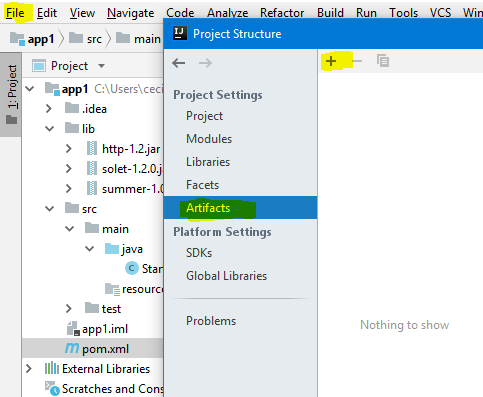 File Edit View Navigate Code Analyze Refactor Build Run Tools VCS
app1 src main
Project Structure
1: Project
Project
app1 C:\Users\ceci
.idea
lib
http-1.2.jar
solet-1.2.0.ja
summer-1.0
src
main
java
Stan
resource
test
app1.iml
pom.xml
External Libraries
Scratches and Cons
Project Settings
Project
Modules
Libraries
Facets
Artifacts
Platform Settings
SDKs
Global Libraries
Problems
Nothing to show